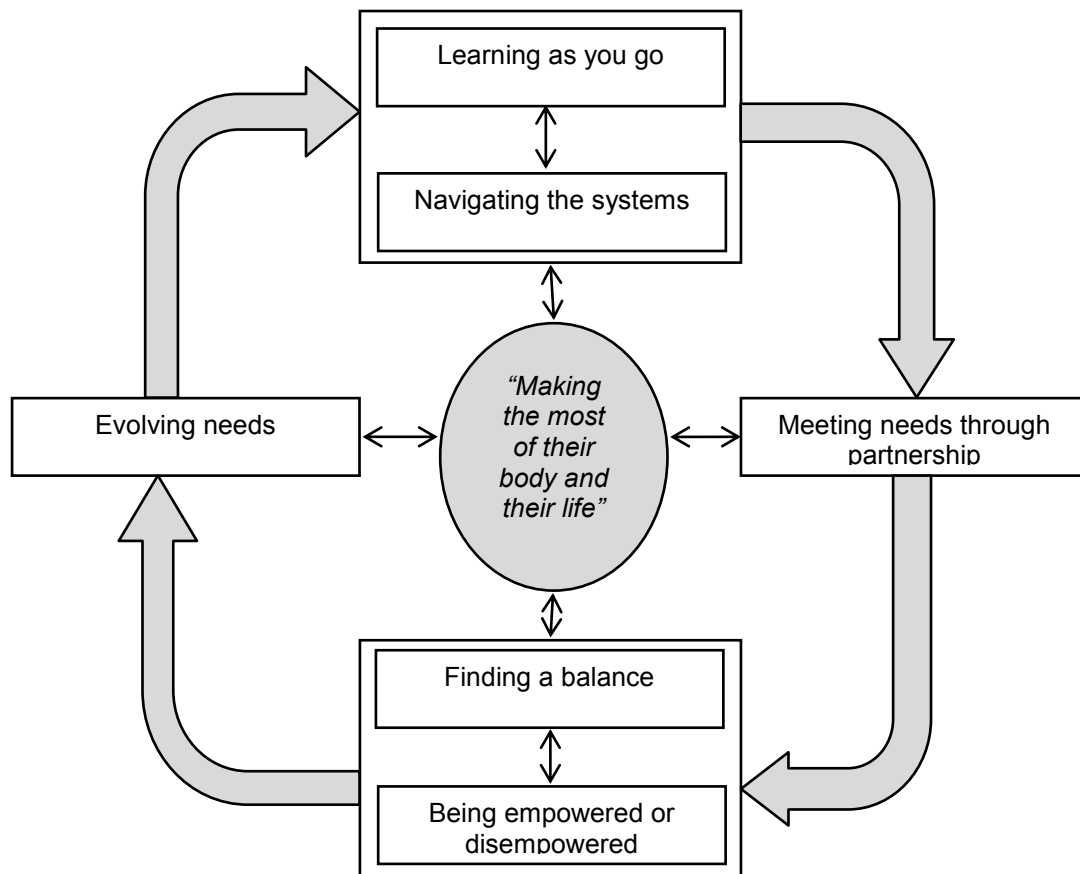 Learning as you go
Navigating the systems
“Making
the most
of their
body and
their life”
Evolving needs
Meeting needs through
partnership
Finding a balance
Being empowered or
disempowered